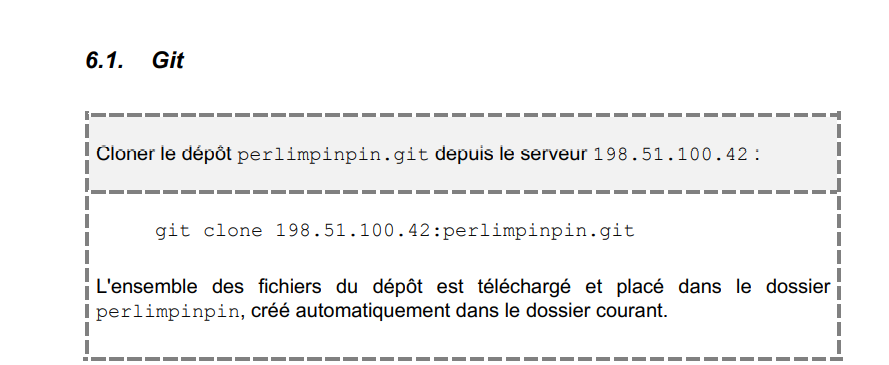 6.1. Git
Cloner le dépôt perlimpinpin.git depuis le serveur 198.51.100.42 :
git clone 198.51.100.42:perlimpinpin.git
L'ensemble des fichiers du dépôt est téléchargé et placé dans le dossier
perlimpinpin, créé automatiquement dans le dossier courant.